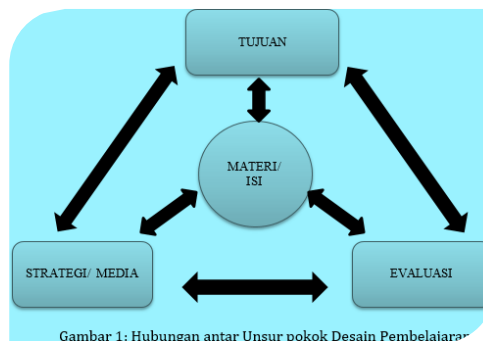 TUJUAN
MATERI/
ISI
STRATEGI/ MEDIA
EVALUASI
Gambar 1: Hubungan antar Unsur pokok Desain Pembelajaran